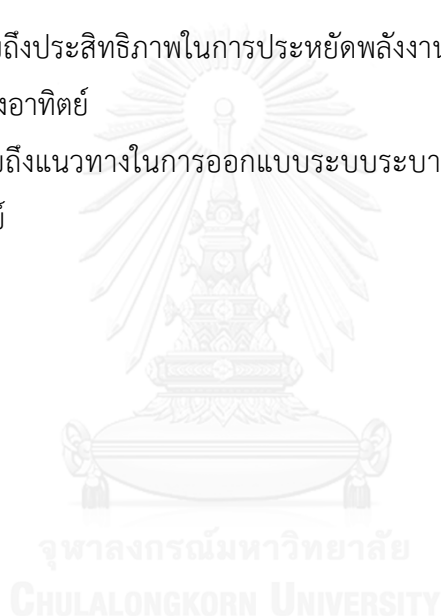 ถึงประสิทธิภาพในการประหยัดพลังงาน
งอาทิตย์
ถึงแนวทางในการออกแบบระบบระบา
์
จุฬาลงกรณ์มหาวิทยาลัย
CHULALONGKORN UNIVERSITY